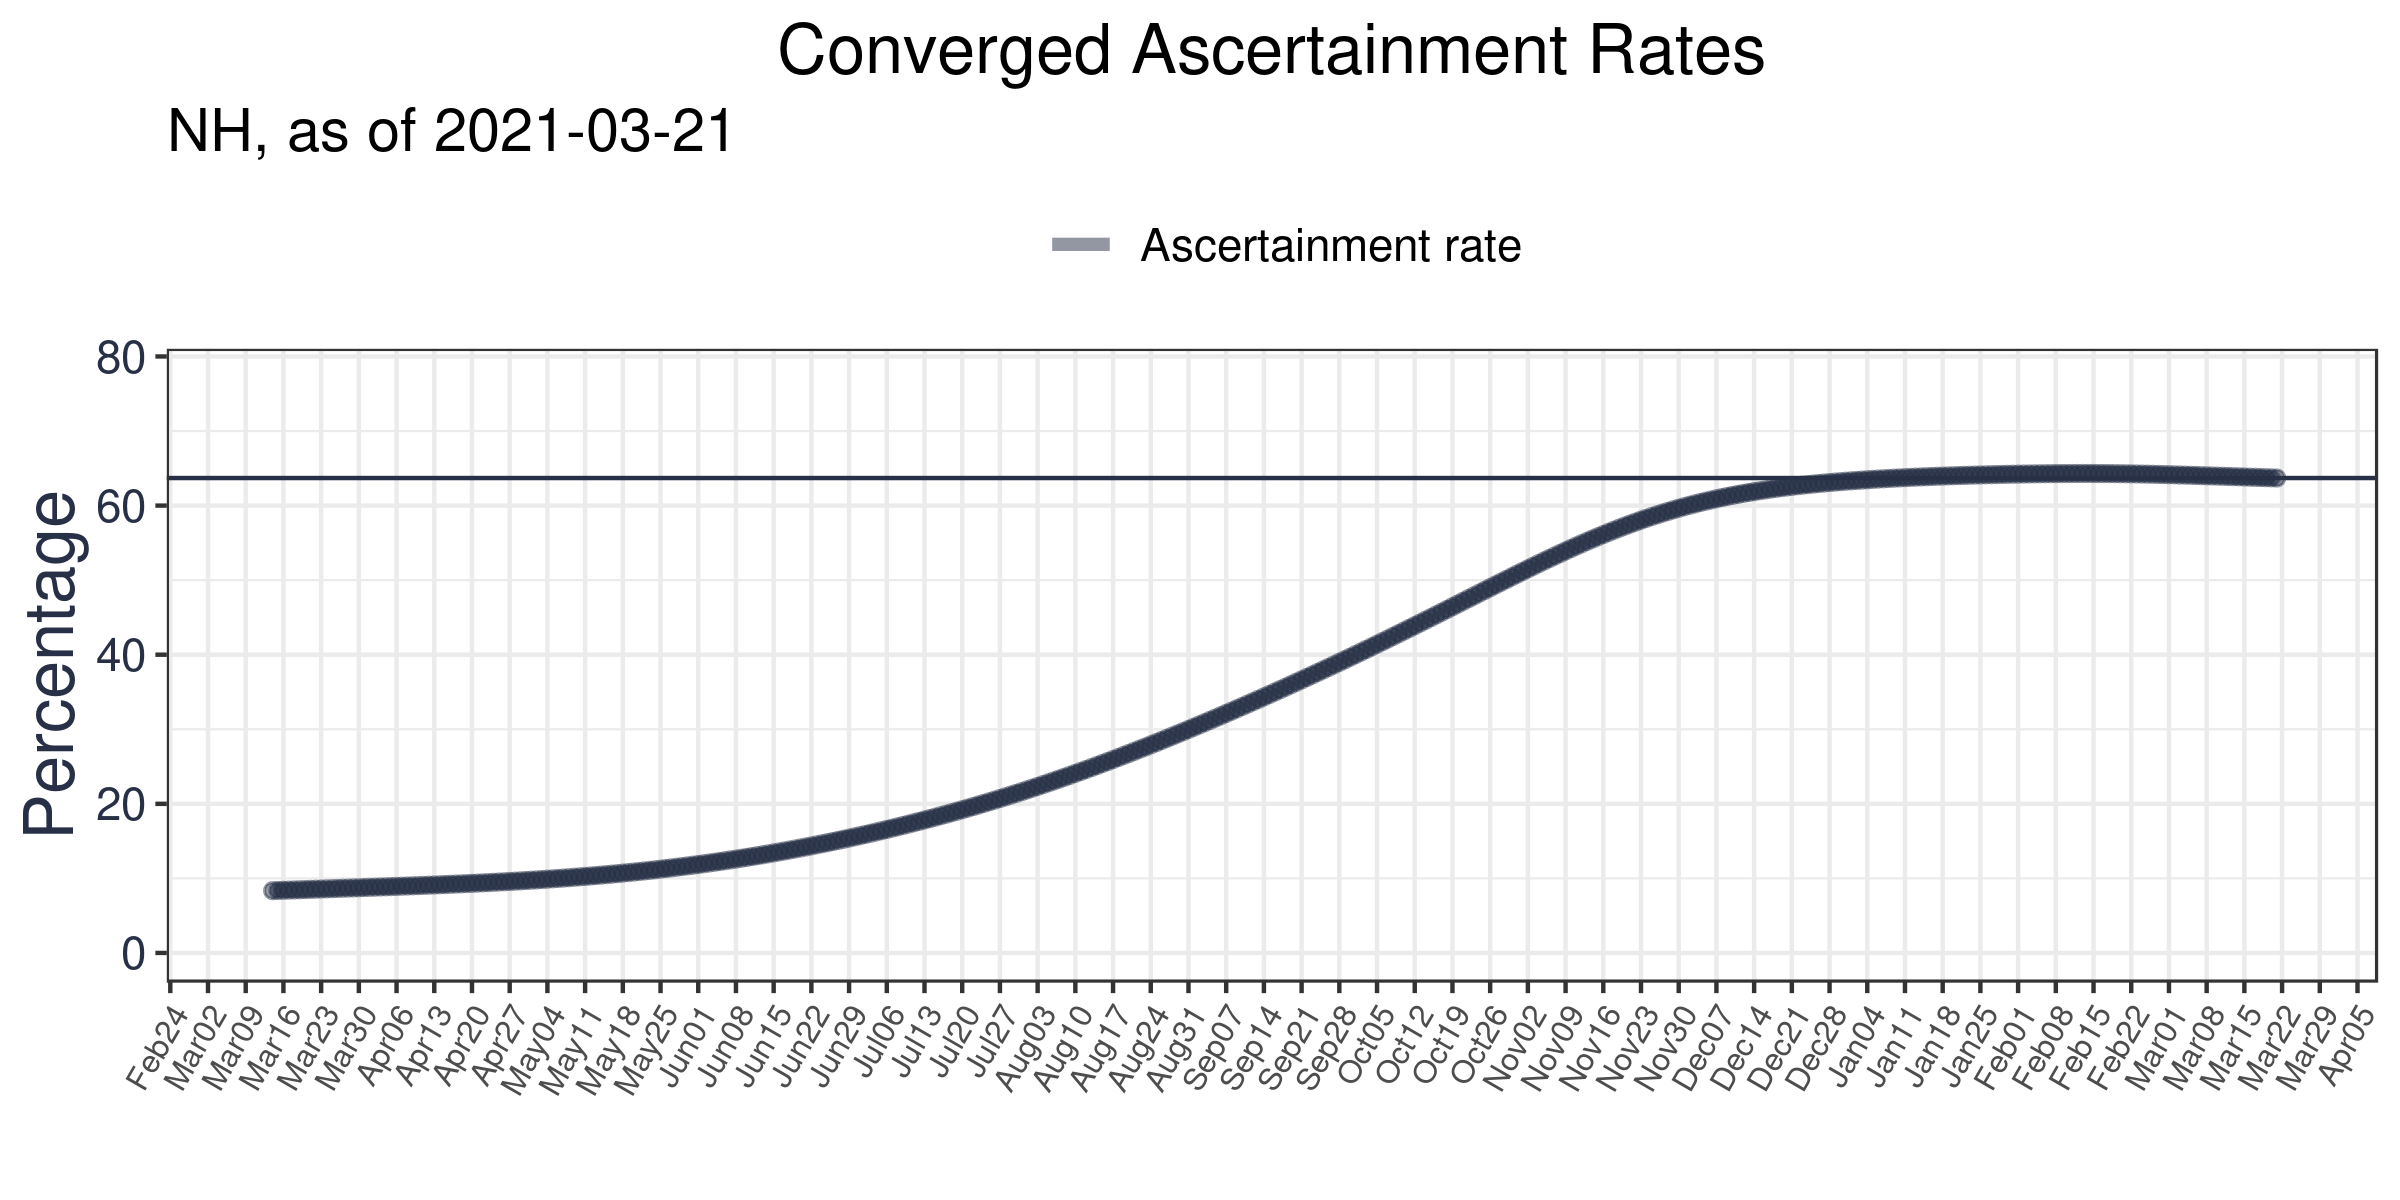 Converged Ascertainment Rates
NH, as of 2021-03-21
Ascertainment rate
Percentage
80
60
40
20
0
Feb24 Mar02 Mar09 Mar16 Mar23 Mar30 Apr06 Apr13 Apr20 Apr27 May04 May11 May18 May25 Jun01 Jun08 Jun15 Jun22 Jun29 Jul06 Jul13 Jul20 Jul27 Aug03 Aug10 Aug17 Aug24 Aug31 Sep07 Sep14 Sep21 Sep28 Oct05 Oct12 Oct19 Oct26 Nov02 Nov09 Nov16 Nov23 Nov30 Dec07 Dec14 Dec21 Dec28 Jan04 Jan11 Jan18 Jan25 Feb01 Feb08 Feb15 Feb22 Mar01 Mar08 Mar15 Mar22 Mar29 Apr05